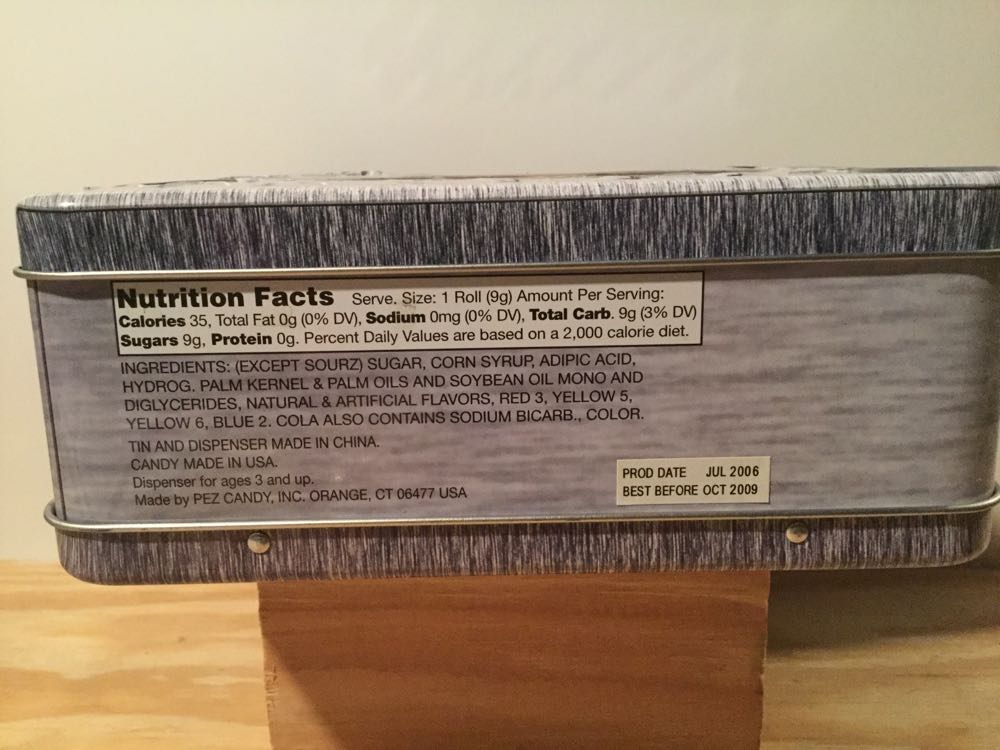 Nutrition Facts Serve. Size: 1 Roll (9g) Amount Per Serving:
Calories 35, Total Fat 0g (0% DV), Sodium 0mg (0% DV), Total Carb. 9g (3% DV)
Sugars 9g, Protein 0g. Percent Daily Values are based on a 2,000 calorie diet.
INGREDIENTS: (EXCEPT SOURZ) SUGAR, CORN SYRUP, ADIPIC ACID,
HYDROG. PALM KERNEL & PALM OILS AND SOYBEAN OIL MONO AND
DIGLYCERIDES, NATURAL & ARTIFICIAL FLAVORS, RED 3, YELLOW 5,
YELLOW 6, BLUE 2. COLA ALSO CONTAINS SODIUM BICARB., COLOR.
TIN AND DISPENSER MADE IN CHINA.
CANDY MADE IN USA.
Dispenser for ages 3 and up.
Made by PEZ CANDY, INC. ORANGE, CT 06477 USA
PROD DATE JUL 2006
BEST BEFORE OCT 2009